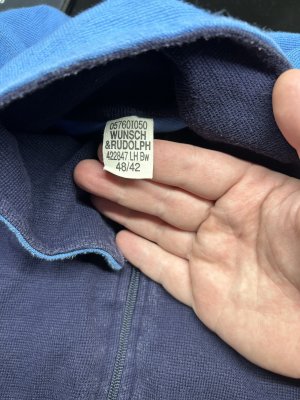 057601050
WUNSCH
&RUDOLPH
422847 LH Bw
48/42